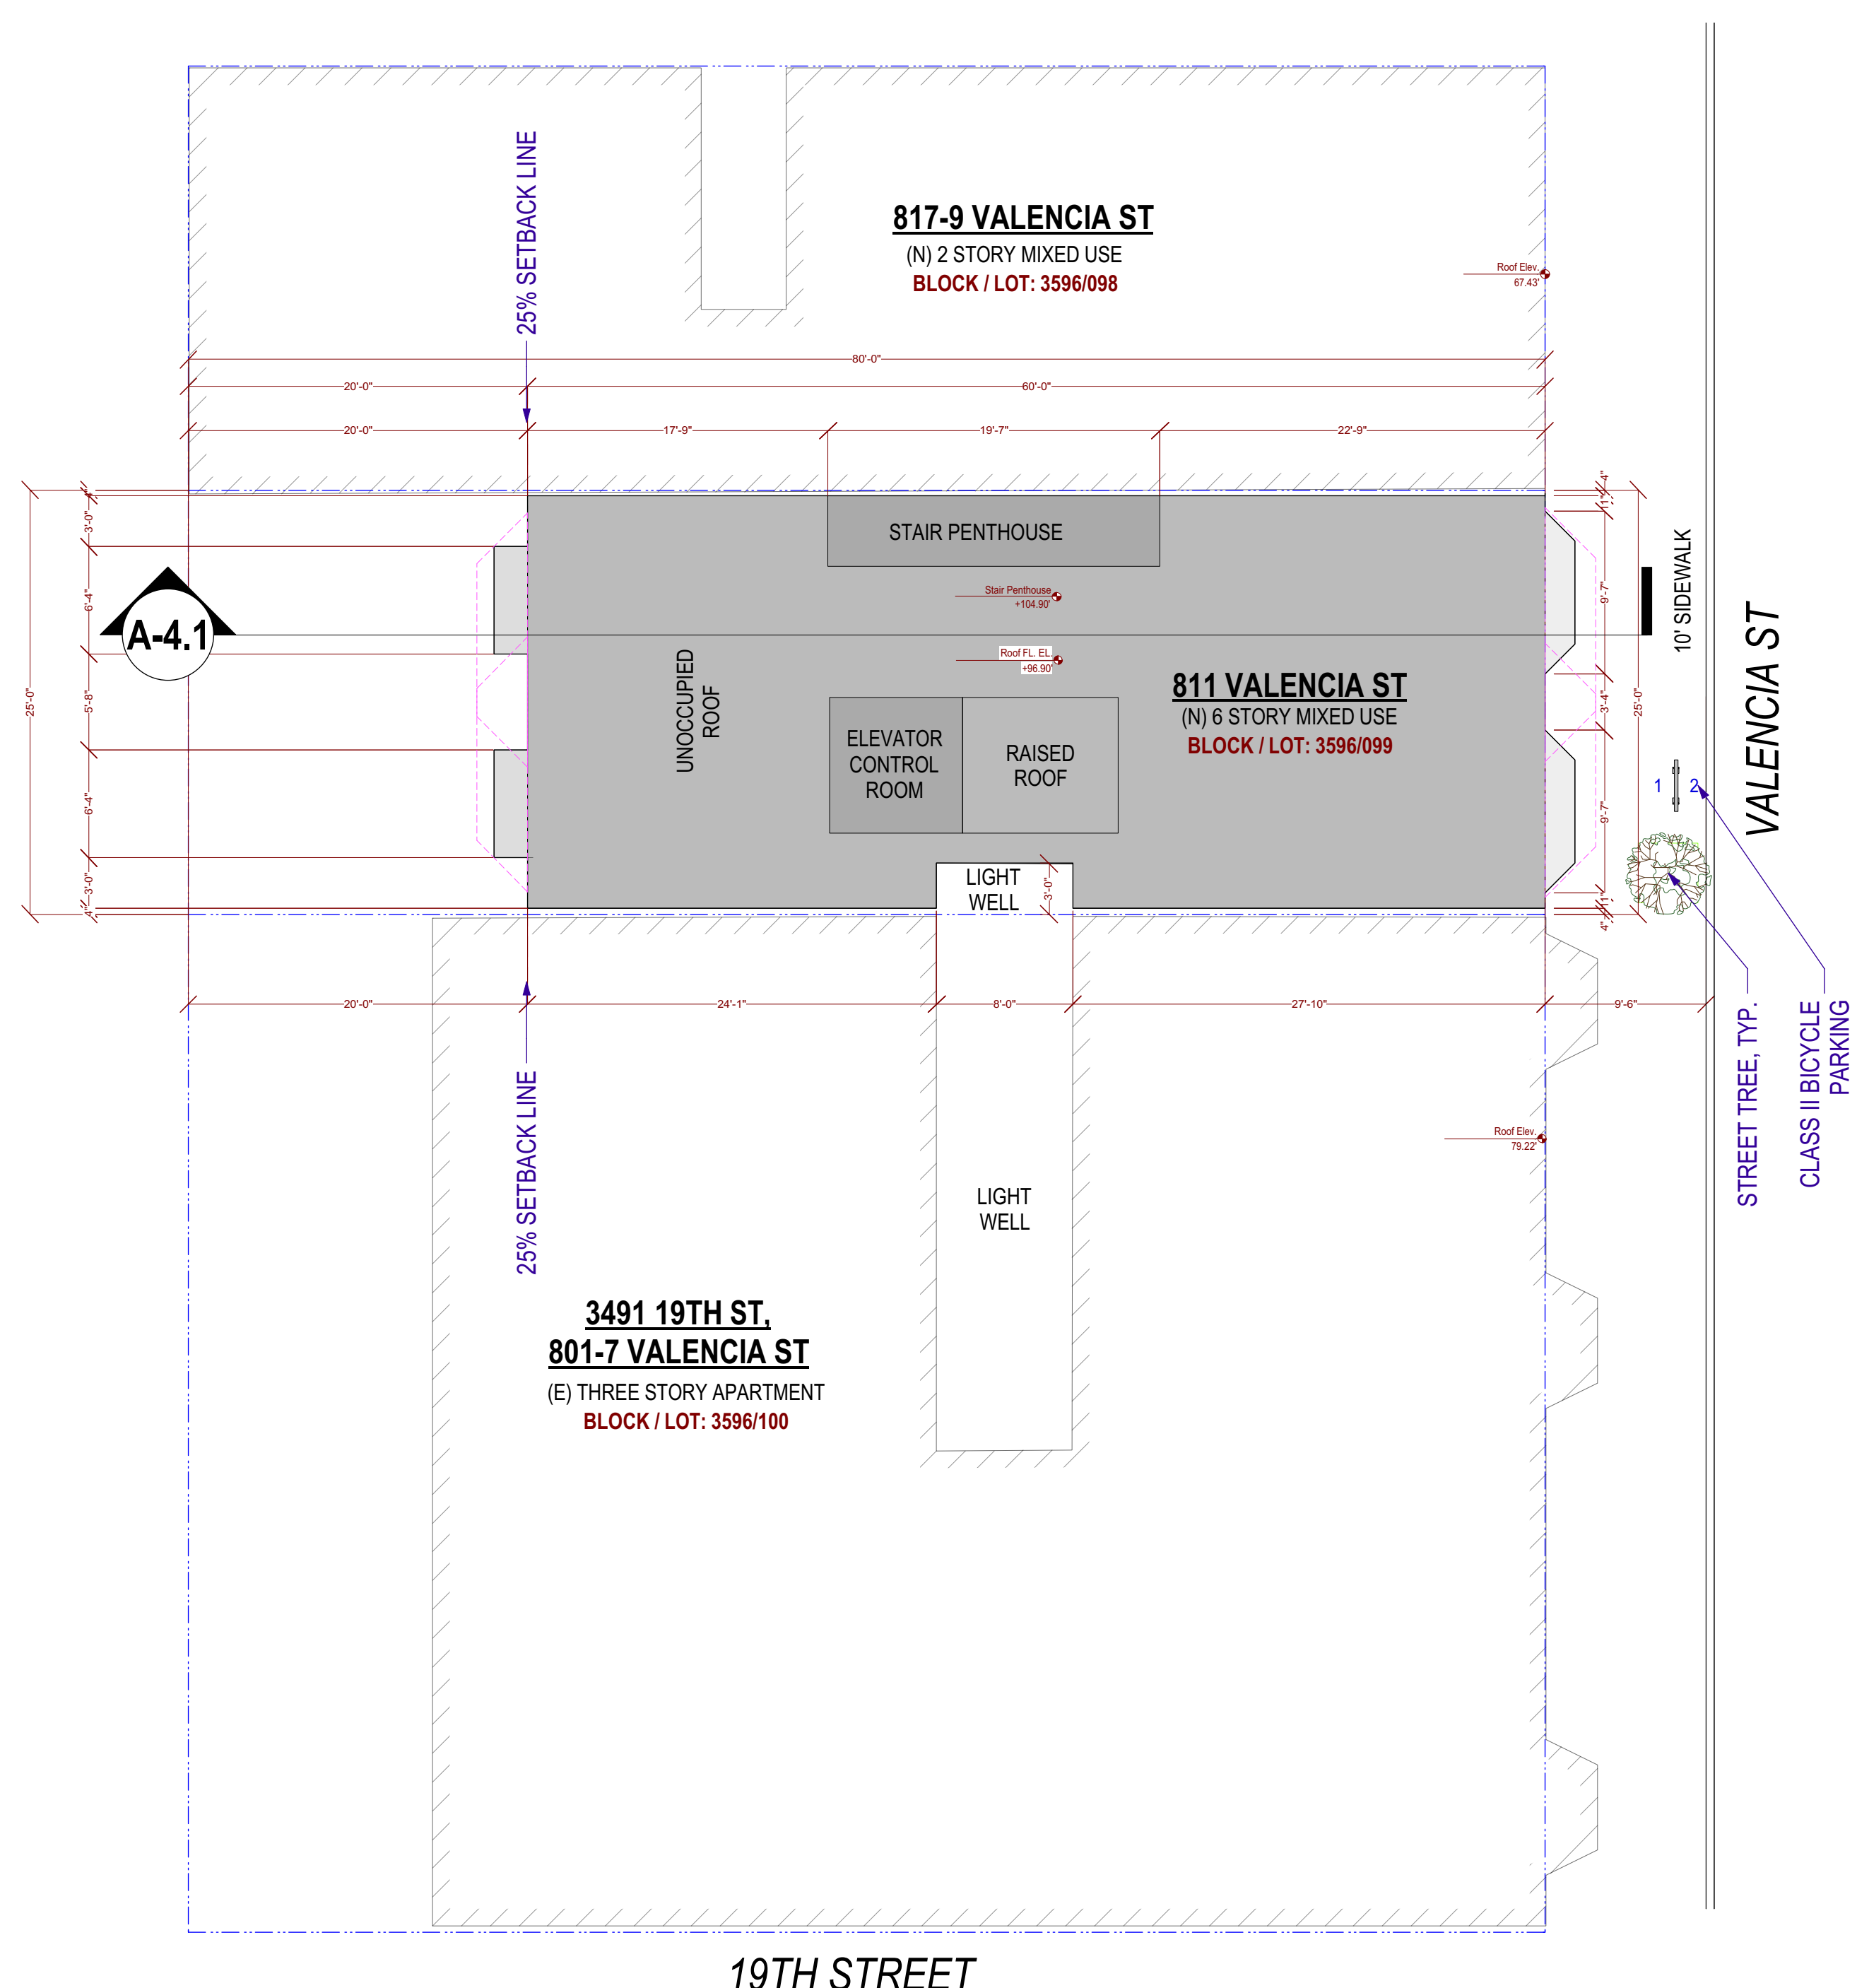 25% SETBACK LINE
817-9 VALENCIA ST
(N) 2 STORY MIXED USE
BLOCK / LOT: 3596/098
Roof Elev.
67.43'
80'-0"
20'-0"
60'-0"
20'-0"
17'-9"
19'-7"
22'-9"
4"
3'-0"
6'-4"
5'-8"
6'-4"
3'-0"
4"
25'-0"
A-4.1
STAIR PENTHOUSE
Stair Penthouse
+104.90'
Roof FL. EL.
+96.90'
UNOCCUPIED
ROOF
811 VALENCIA ST
(N) 6 STORY MIXED USE
BLOCK / LOT: 3596/099
ELEVATOR
CONTROL
ROOM
RAISED
ROOF
LIGHT
WELL
3'-0"
4"
11"
9'-7"
3'-4"
9'-7"
11"
4"
25'-0"
10' SIDEWALK
VALENCIA ST
1
2
20'-0"
24'-1"
8'-0"
27'-10"
9'-6"
25% SETBACK LINE
STREET TREE, TYP.
CLASS II BICYCLE
PARKING
Roof Elev.
79.22'
LIGHT
WELL
3491 19TH ST,
801-7 VALENCIA ST
(E) THREE STORY APARTMENT
BLOCK / LOT: 3596/100
19TH STREET